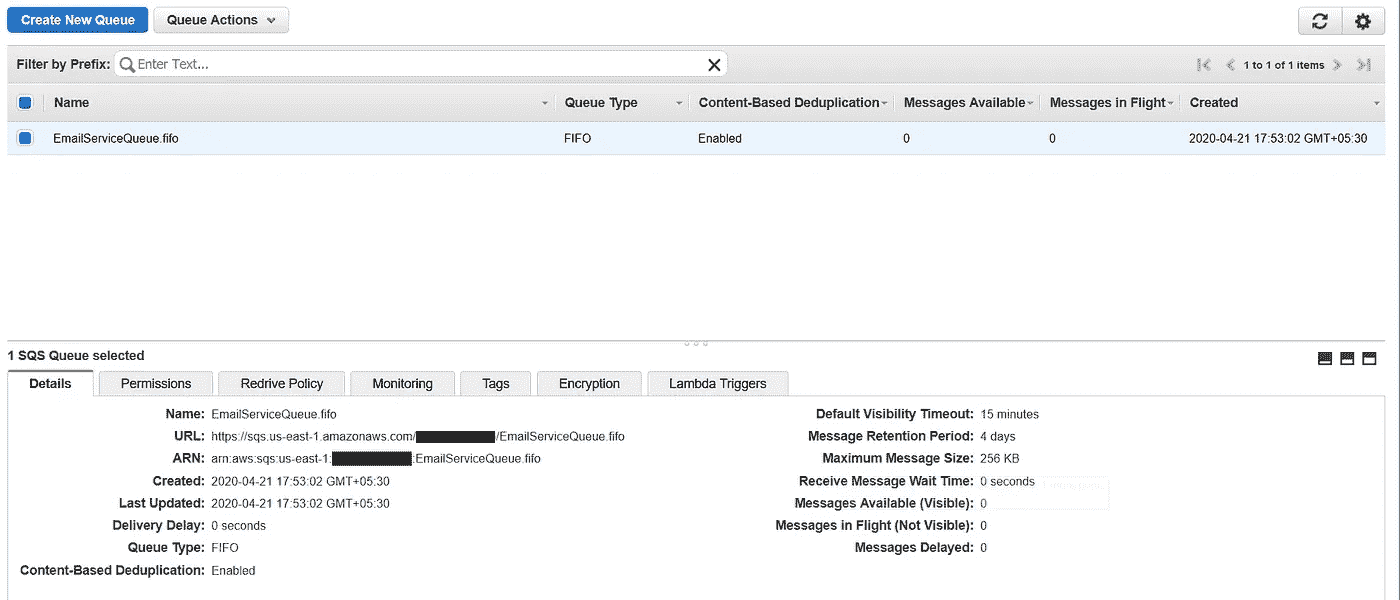 Create New Queue Queue Actions
Filter by Prefix: Enter Text... 1 to 1 of 1 items
Name Queue Type Content-Based Deduplication Messages Available Messages in Flight Created
EmailServiceQueue.fifo FIFO Enabled 0 0 2020-04-21 17:53:02 GMT+05:30
1 SQS Queue selected
Details Permissions Redrive Policy Monitoring Tags Encryption Lambda Triggers
Name: EmailServiceQueue.fifo Default Visibility Timeout: 15 minutes
URL: https://sqs.us-east-1.amazonaws.com/ /EmailServiceQueue.fifo Message Retention Period: 4 days
ARN: arn:aws:sqs:us-east-1: :EmailServiceQueue.fifo Maximum Message Size: 256 KB
Created: 2020-04-21 17:53:02 GMT+05:30 Receive Message Wait Time: 0 seconds
Last Updated: 2020-04-21 17:53:02 GMT+05:30 Messages Available (Visible): 0
Delivery Delay: 0 seconds Messages in Flight (Not Visible): 0
Queue Type: FIFO Messages Delayed: 0
Content-Based Deduplication: Enabled